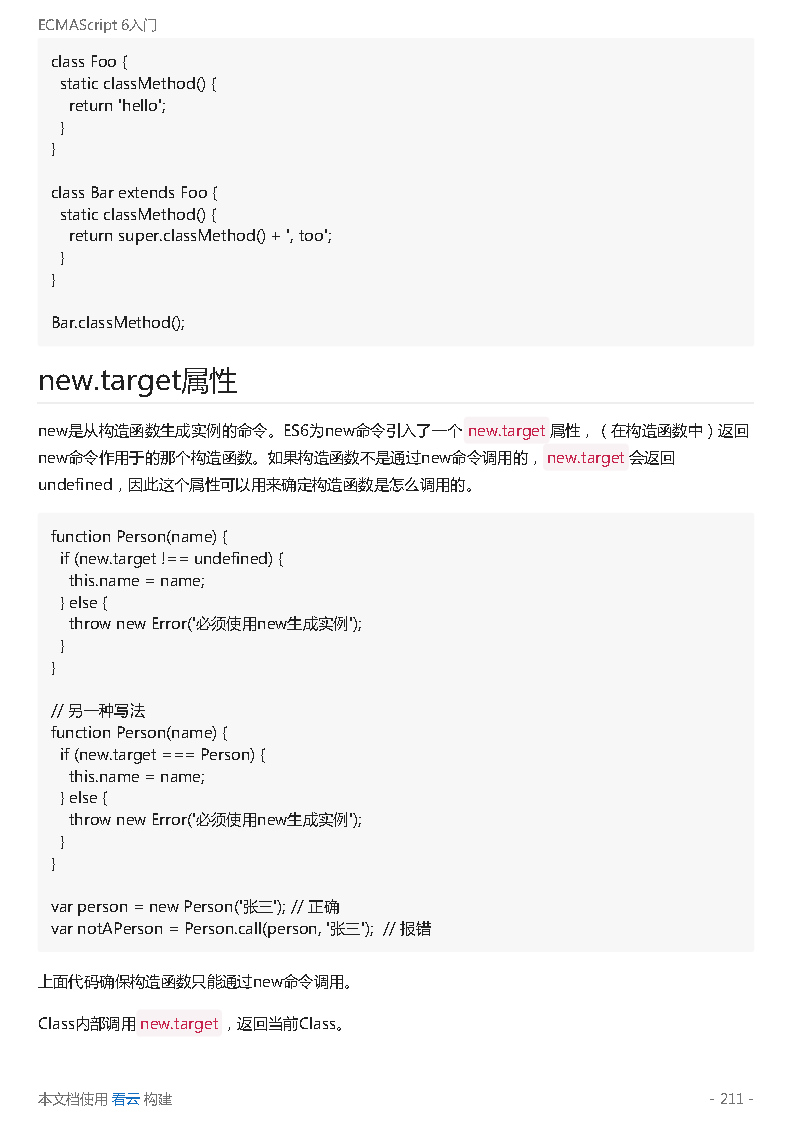 ECMAScript 6入门
class Foo {
  static classMethod() {
    return 'hello';
  }
}

class Bar extends Foo {
  static classMethod() {
    return super.classMethod() + ', too';
  }
}

Bar.classMethod();
new.target属性
new是从构造函数生成实例的命令。ES6为new命令引入了一个 new.target 属性，（在构造函数中）返回
new命令作用于的那个构造函数。如果构造函数不是通过new命令调用的， new.target 会返回
undefined，因此这个属性可以用来确定构造函数是怎么调用的。
function Person(name) {
  if (new.target !== undefined) {
    this.name = name;
  } else {
    throw new Error('必须使用new生成实例');
  }
}

// 另一种写法
function Person(name) {
  if (new.target === Person) {
    this.name = name;
  } else {
    throw new Error('必须使用new生成实例');
  }
}

var person = new Person('张三'); // 正确
var notAPerson = Person.call(person, '张三');  // 报错
上面代码确保构造函数只能通过new命令调用。
Class内部调用 new.target ，返回当前Class。
本文档使用 看云 构建
- 211 -